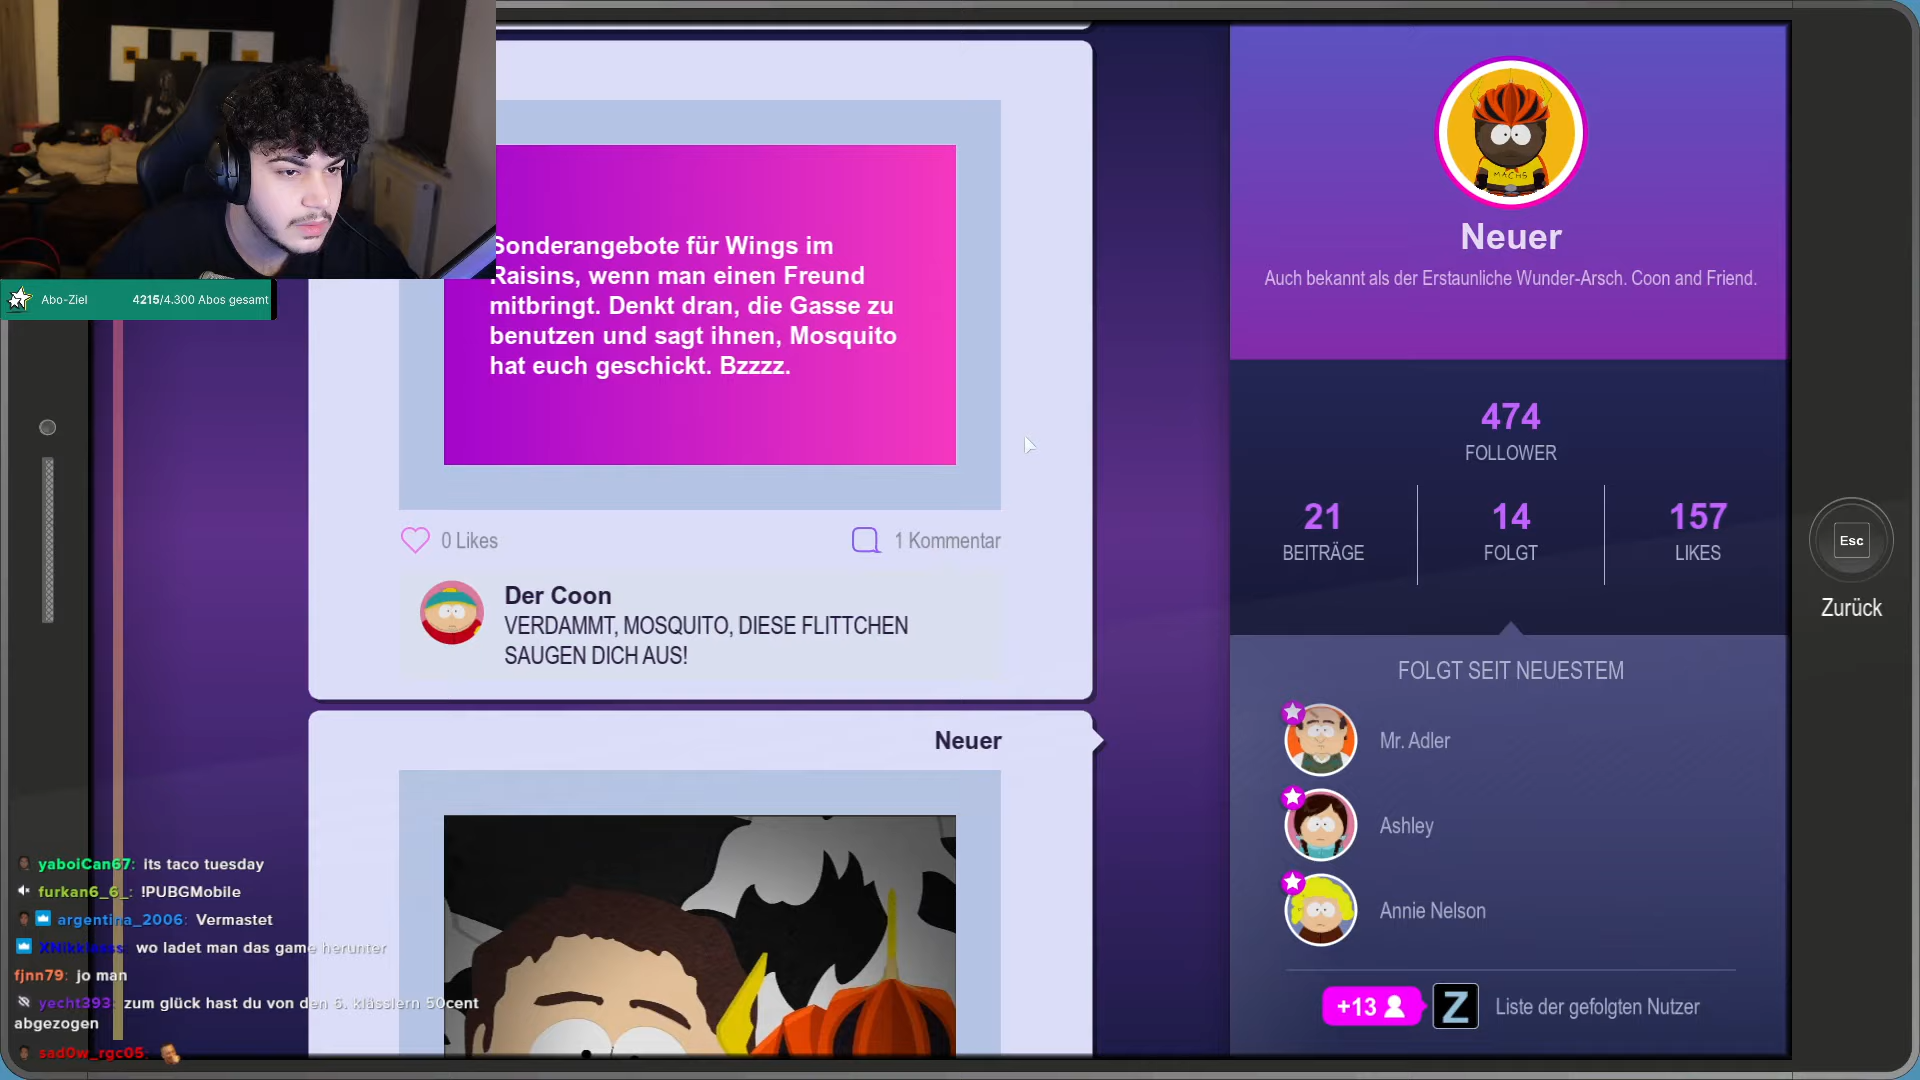 Abo-Ziel 4215/4.300 Abos gesamt
Sonderangebote für Wings im
Raisins, wenn man einen Freund
mitbringt. Denkt dran, die Gasse zu
benutzen und sagt ihnen, Mosquito
hat euch geschickt. Bzzzz.
0 Likes
1 Kommentar
Der Coon
VERDAMMT, MOSQUITO, DIESE FLITTCHEN
SAUGEN DICH AUS!
Neuer
yaboiCan67: its taco tuesday
furkan6_6_: !PUBGMobile
argentina_2006: Vermastet
wo ladet man das game herunter
fjnn79: jo man
yecht393: zum glück hast du von den 6. klässlern 50cent
abgezogen
sad0w_rgc05:
MACHS
Neuer
Auch bekannt als der Erstaunliche Wunder-Arsch. Coon and Friend.
474
FOLLOWER
21
BEITRÄGE
14
FOLGT
157
LIKES
FOLGT SEIT NEUESTEM
Mr. Adler
Ashley
Annie Nelson
+13
Z
Liste der gefolgten Nutzer
Esc
Zurück